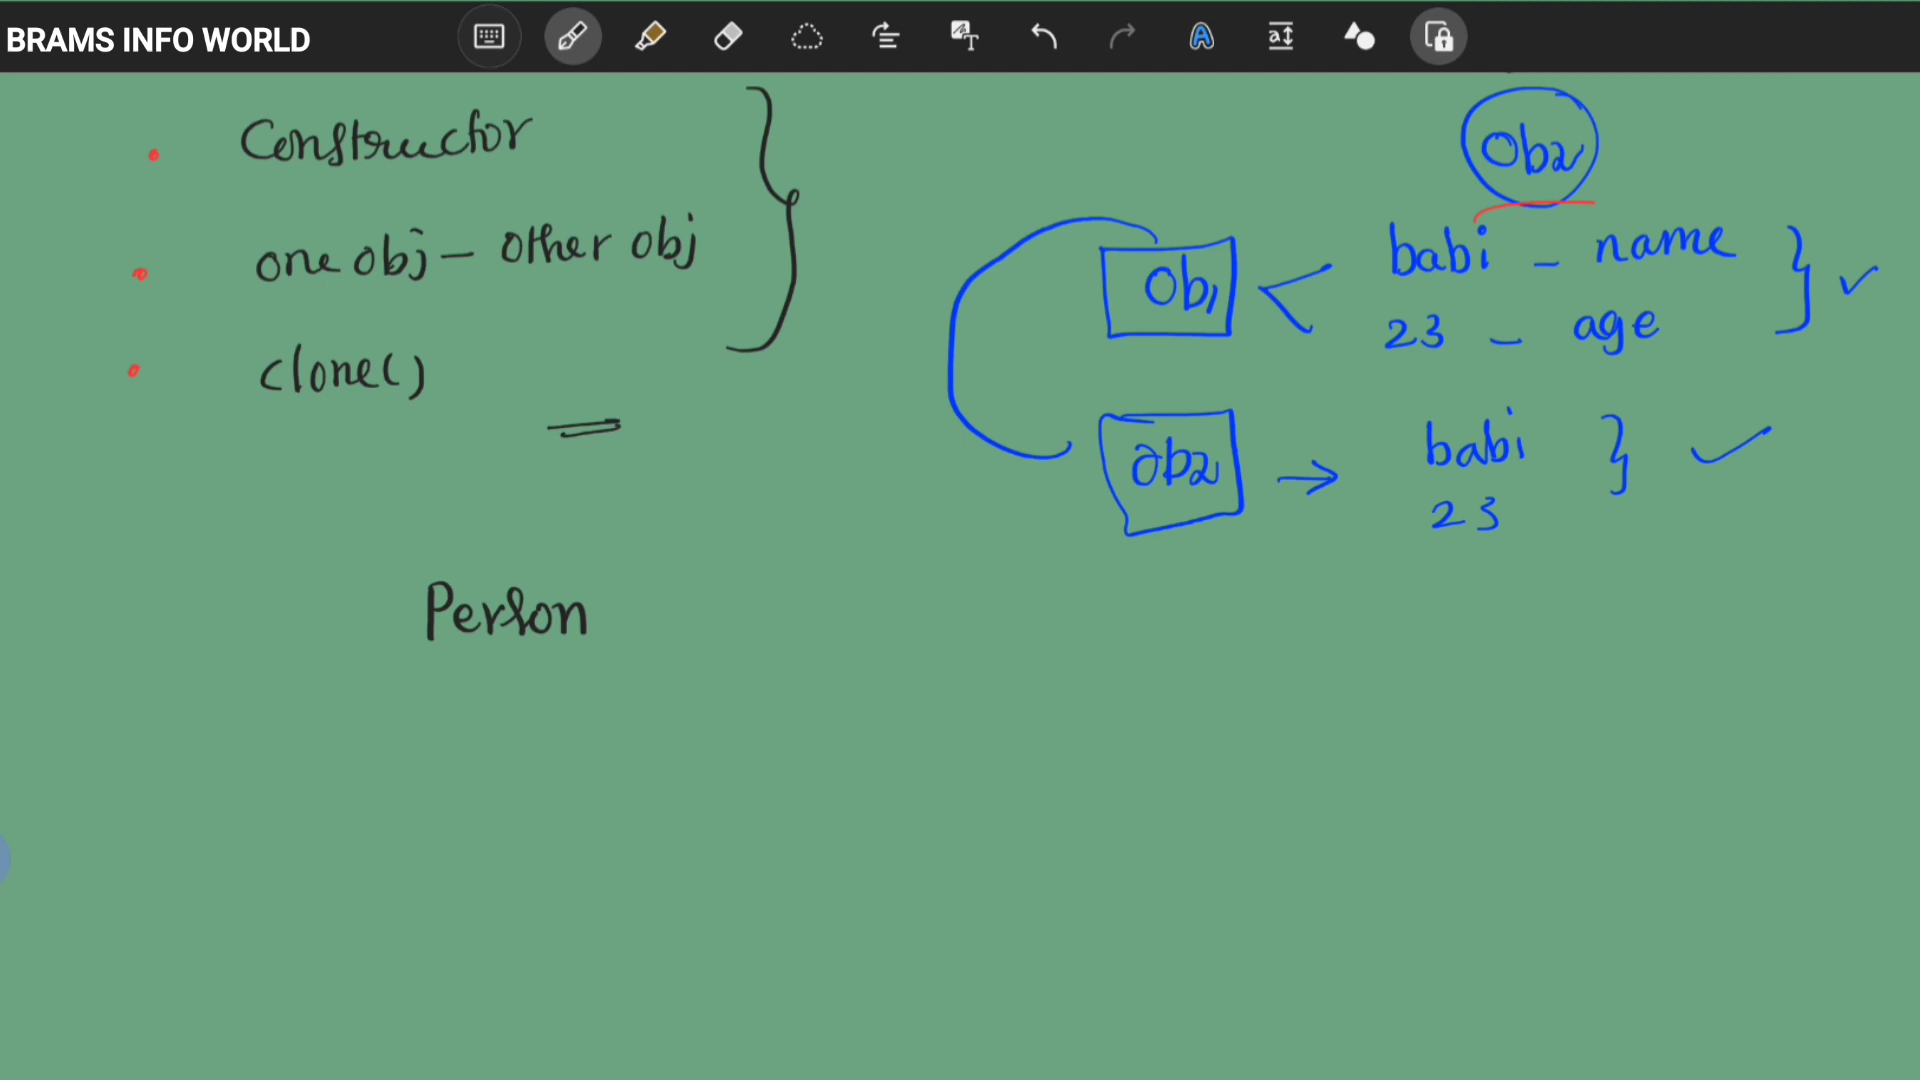 BRAMS INFO WORLD
Constructor
one obj - other obj
clone()
Person
Ob2
Ob1
babi - name
23 - age
Ob2 → babi
23